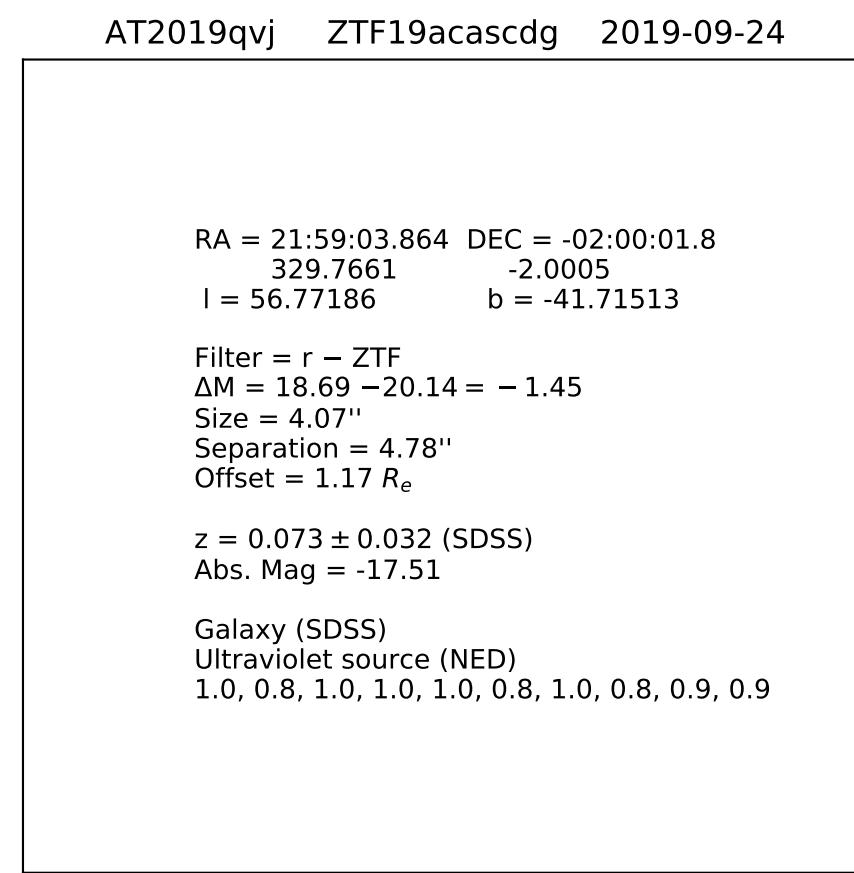 AT2019qvj ZTF19acascdg 2019-09-24
RA = 21:59:03.864 DEC = -02:00:01.8
329.7661 -2.0005
l = 56.77186 b = -41.71513
Filter = r − ZTF
ΔM = 18.69 −20.14 = − 1.45
Size = 4.07''
Separation = 4.78''
Offset = 1.17 Rₑ
z = 0.073 ± 0.032 (SDSS)
Abs. Mag = -17.51
Galaxy (SDSS)
Ultraviolet source (NED)
1.0, 0.8, 1.0, 1.0, 1.0, 0.8, 1.0, 0.8, 0.9, 0.9